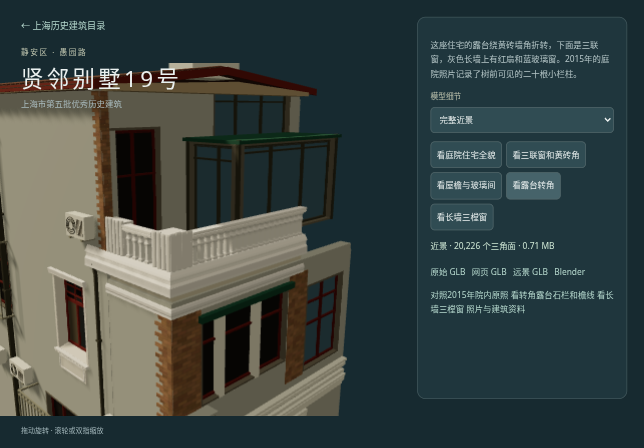 ← 上海历史建筑目录
静安区 · 愚园路
贤邻别墅19号
上海市第五批优秀历史建筑
这座住宅的露台绕黄砖墙角折转，下面是三联
窗，灰色长墙上有红扇和蓝玻璃窗。2015年的庭
院照片记录了树前可见的二十根小栏柱。
模型细节
完整近景
看庭院住宅全貌
看三联窗和黄砖角
看屋檐与玻璃间
看露台转角
看长墙三樘窗
近景 · 20,226 个三角面 · 0.71 MB
原始 GLB 网页 GLB 远景 GLB Blender
对照2015年院内原照 看转角露台石栏和檐线 看长
墙三樘窗 照片与建筑资料
拖动旋转 · 滚轮或双指缩放